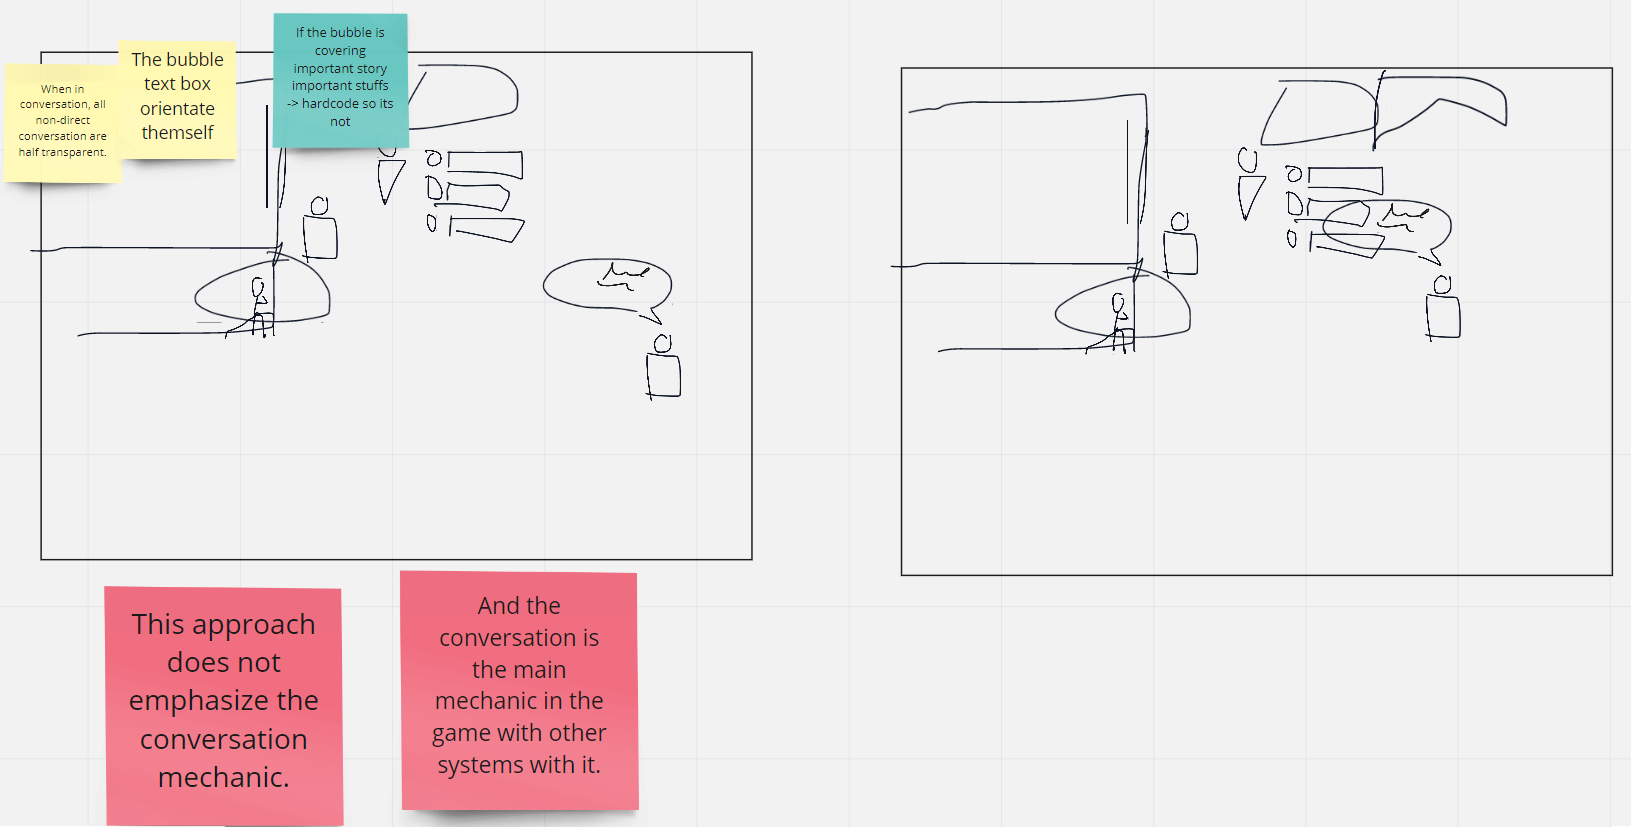 When in
conversation, all
non-direct
conversation are
half transparent.
The bubble
text box
orientate
themself
If the bubble is
covering
important story
important stuffs
-> hardcode so its
not
This approach
does not
emphasize the
conversation
mechanic.
And the
conversation is
the main
mechanic in the
game with other
systems with it.